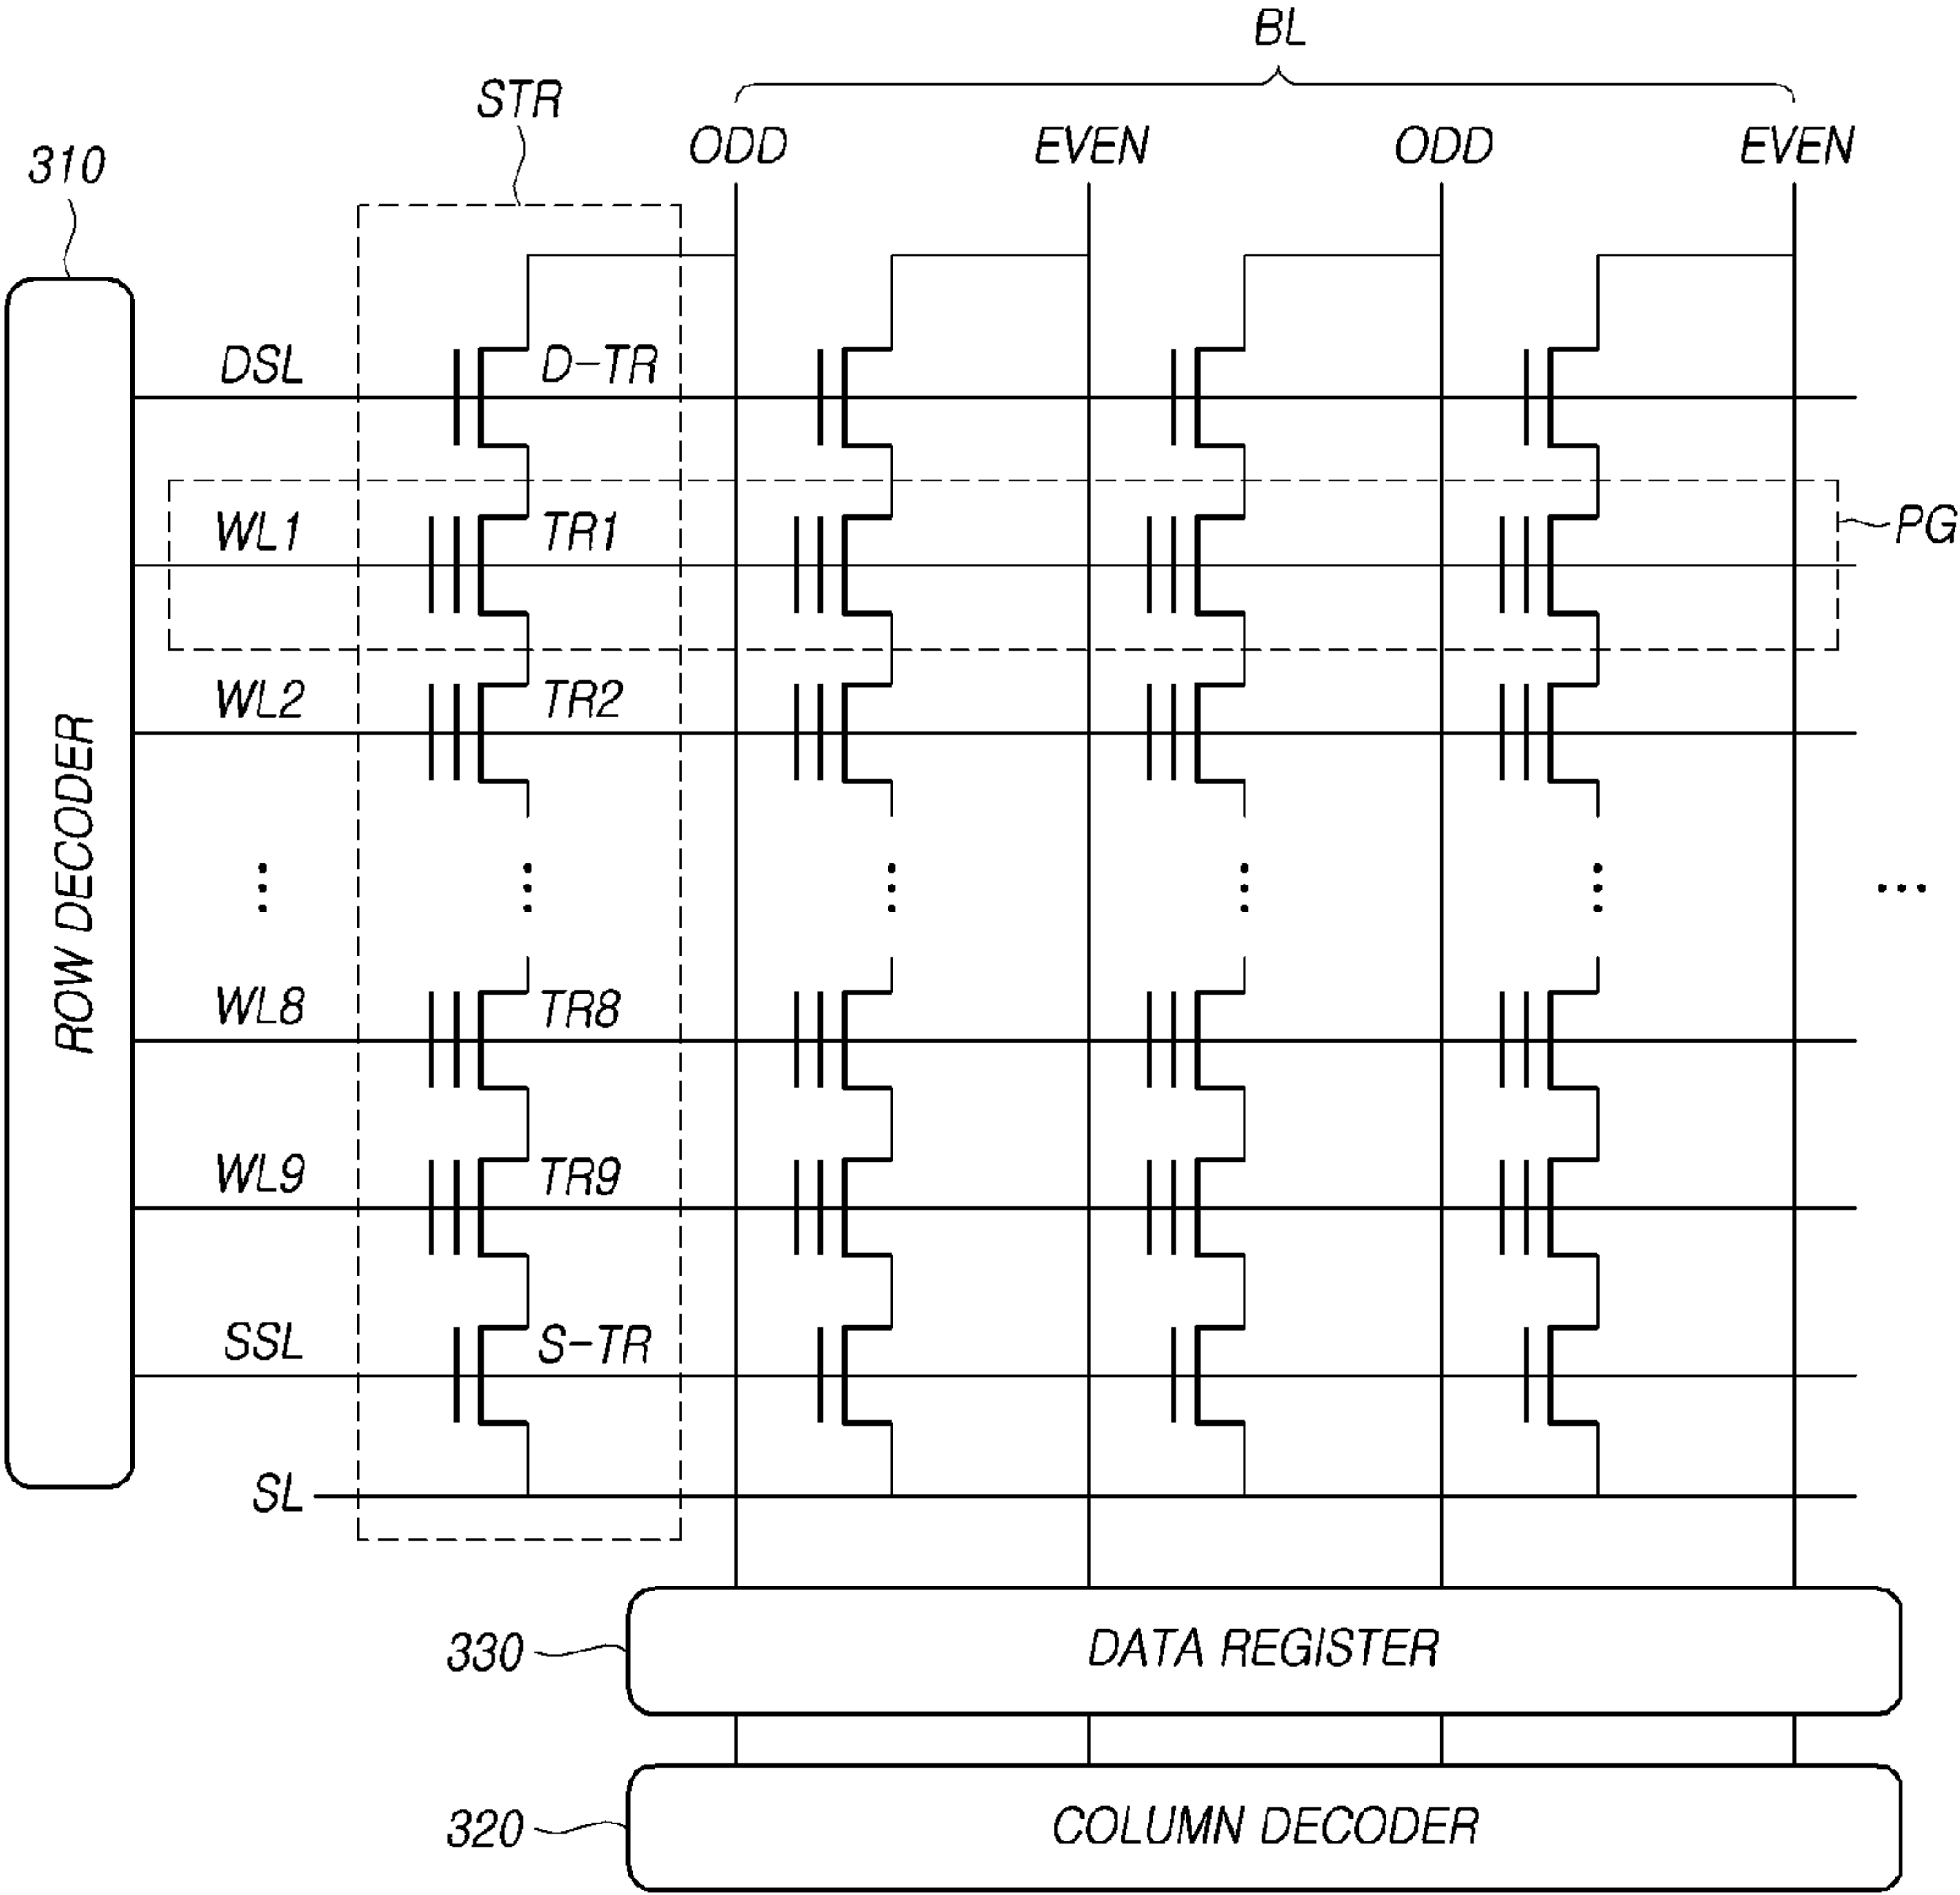 BL
STR
ODD EVEN ODD EVEN
310
DSL D-TR
WL1 TR1 PG
WL2 TR2
ROW DECODER
WL8 TR8
WL9 TR9
SSL S-TR
SL
330 DATA REGISTER
320 COLUMN DECODER